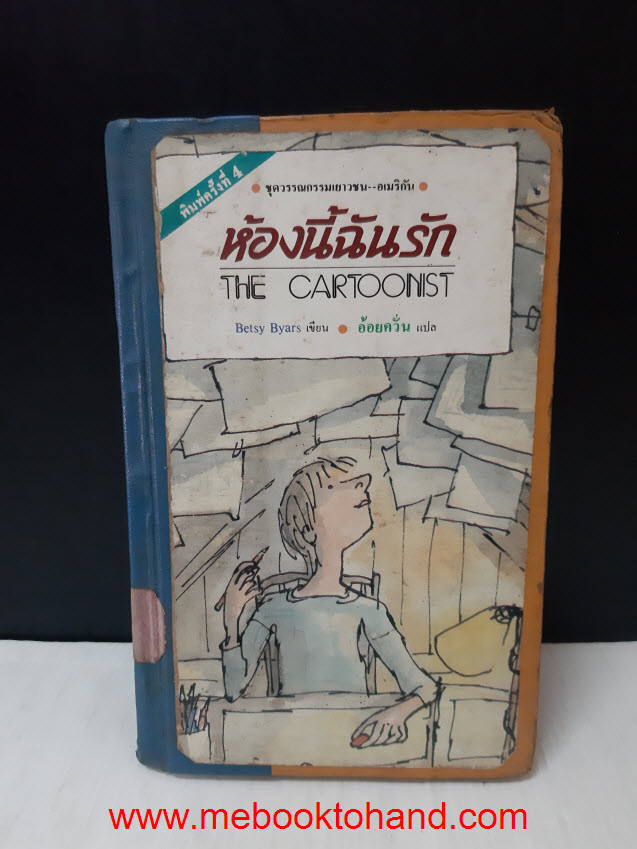 พิมพ์ครั้งที่ 4
• ชุดวรรณกรรมเยาวชน--อเมริกัน •
ห้องนี้ฉันรัก
THE CARTOONIST
Betsy Byars เขียน • อ้อยควั่น แปล
www.mebooktohand.com